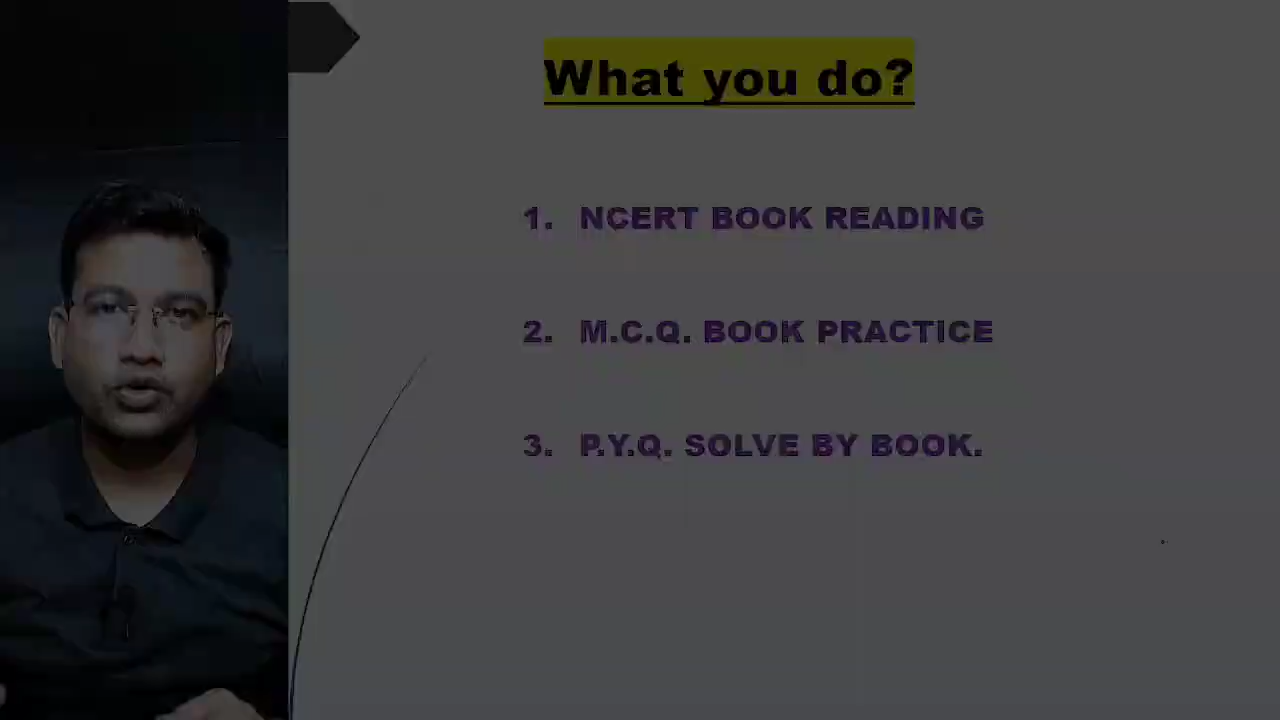 What you do?
1. NCERT BOOK READING
2. M.C.Q. BOOK PRACTICE
3. P.Y.Q. SOLVE BY BOOK.